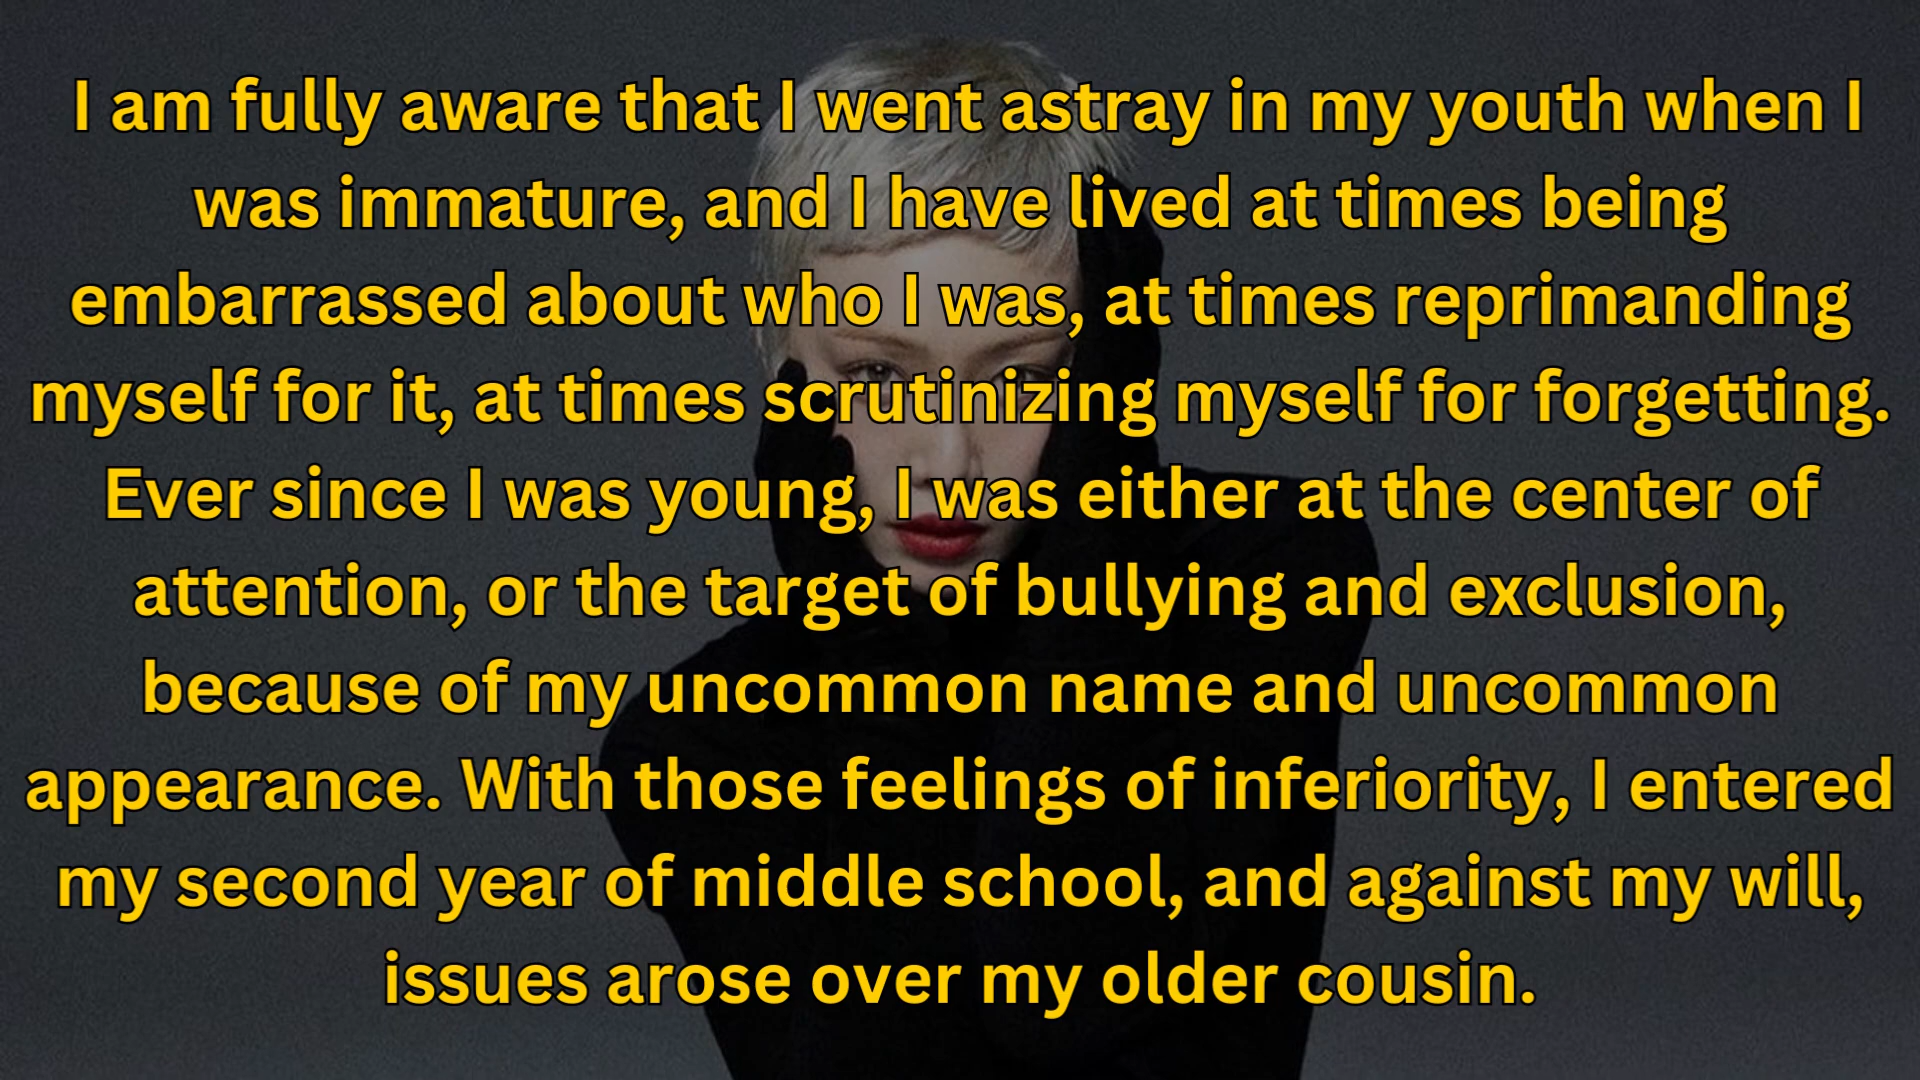 I am fully aware that I went astray in my youth when I
was immature, and I have lived at times being
embarrassed about who I was, at times reprimanding
myself for it, at times scrutinizing myself for forgetting.
Ever since I was young, I was either at the center of
attention, or the target of bullying and exclusion,
because of my uncommon name and uncommon
appearance. With those feelings of inferiority, I entered
my second year of middle school, and against my will,
issues arose over my older cousin.